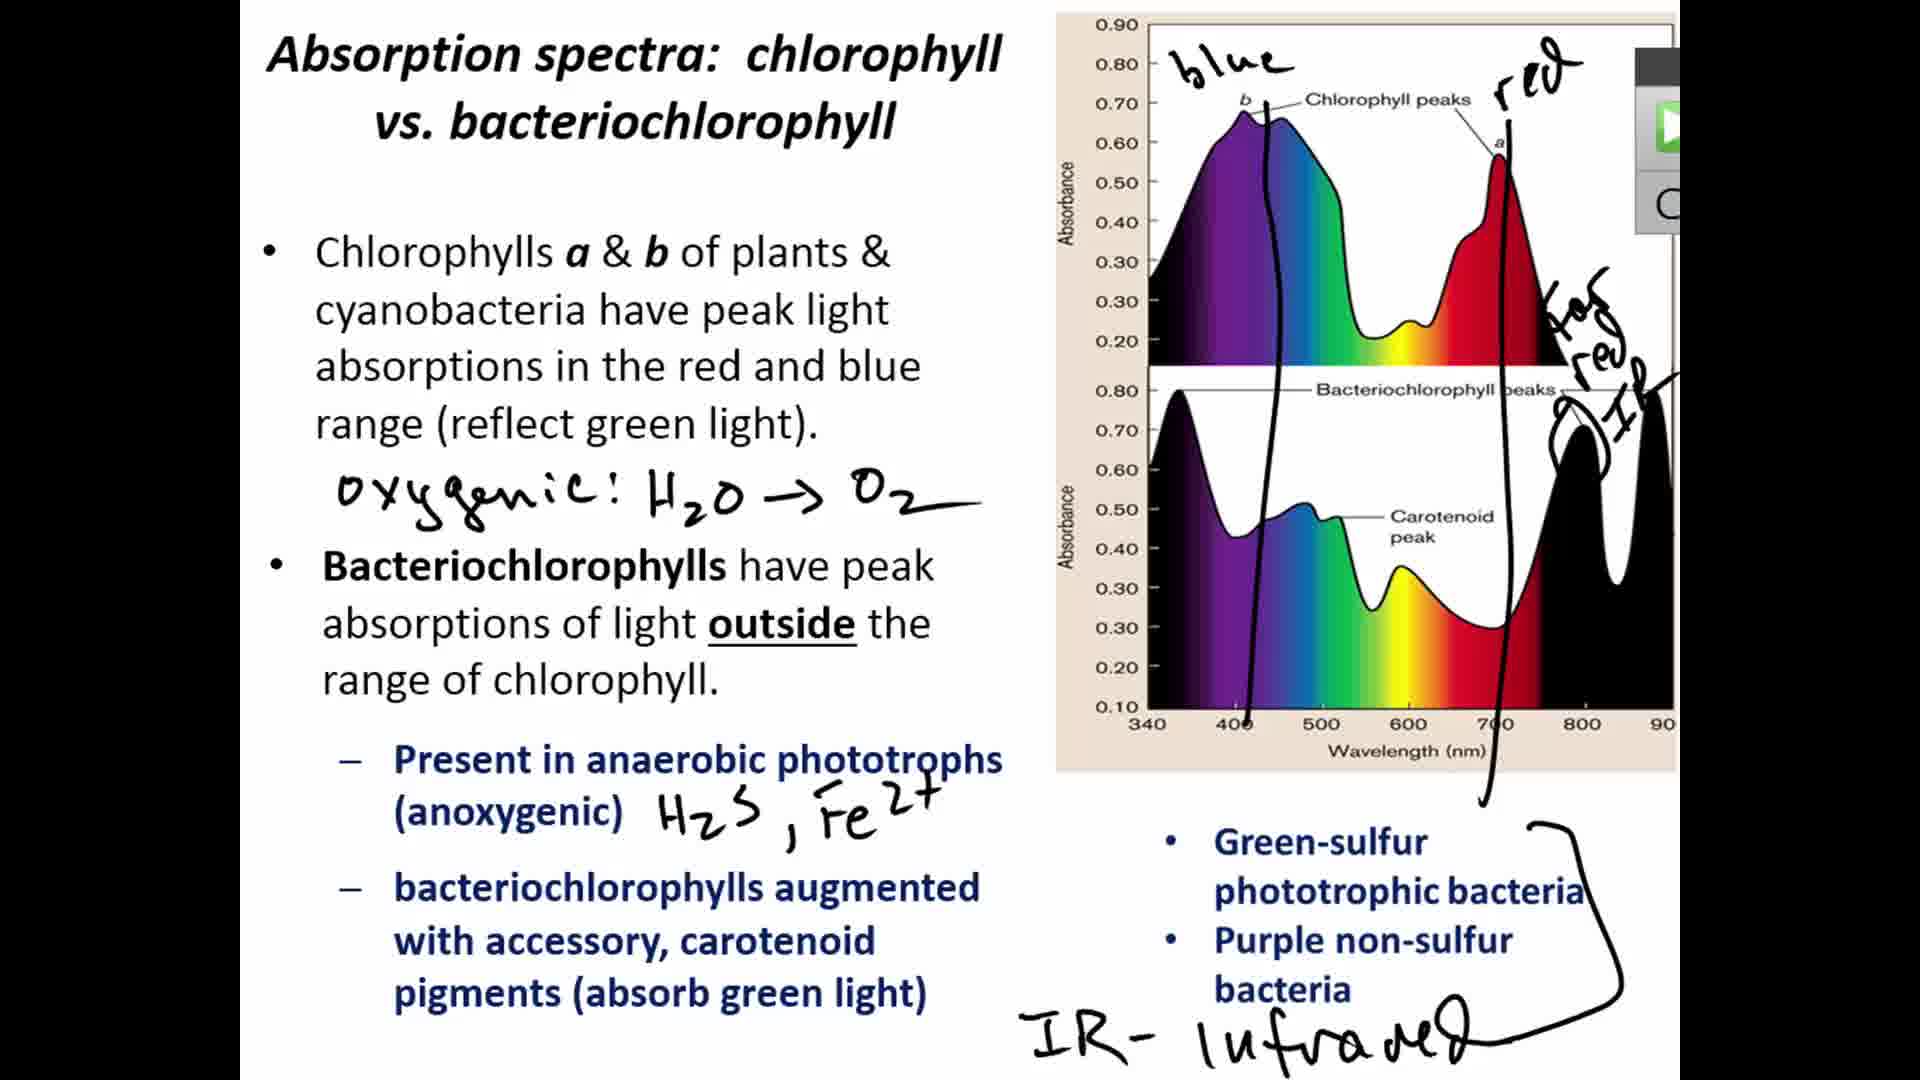 Absorption spectra: chlorophyll
vs. bacteriochlorophyll
• Chlorophylls a & b of plants &
cyanobacteria have peak light
absorptions in the red and blue
range (reflect green light).
oxygenic: H2O → O2
• Bacteriochlorophylls have peak
absorptions of light outside the
range of chlorophyll.
– Present in anaerobic phototrophs
(anoxygenic) H2S, Fe2+
– bacteriochlorophylls augmented
with accessory, carotenoid
pigments (absorb green light)
blue
red
b
Chlorophyll peaks
a
Absorbance
0.90
0.80
0.70
0.60
0.50
0.40
0.30
0.30
0.20
far
red
IR
Bacteriochlorophyll peaks
Carotenoid
peak
Absorbance
0.80
0.70
0.60
0.50
0.40
0.30
0.30
0.20
0.10
340 400 500 600 700 800 90
Wavelength (nm)
• Green-sulfur
phototrophic bacteria
• Purple non-sulfur
bacteria
IR- Infrared